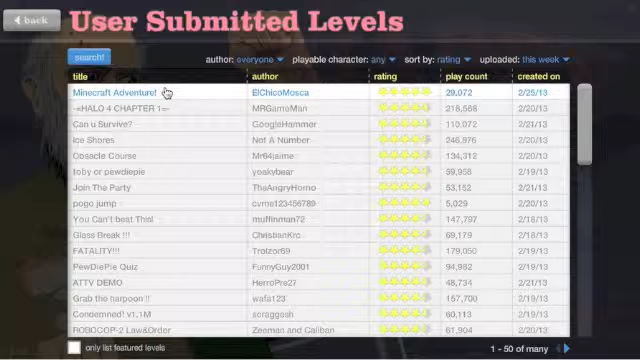 back
User Submitted Levels
search!
author: everyone playable character: any sort by: rating uploaded: this week
title author rating play count created on
Minecraft Adventure! ElChicoMosca 29,072 2/25/13
-=HALO 4 CHAPTER 1=- MRGameMan 218,588 2/20/13
Can u Survive? GoogleHammer 110,072 2/21/13
Ice Shores Not A Number 246,976 2/20/13
Obsacle Course Mr64jaime 134,312 2/20/13
toby or pewdiepie yoakybear 59,958 2/19/13
Join The Party TheAngryHomo 53,152 2/21/13
pogo jump cvms123456789 5,029 2/20/13
You Can't beat This! muffinman72 147,797 2/18/13
Glass Break !!! ChristianKrc 69,179 2/18/13
FATALITY!!! Trolzor69 179,050 2/19/13
PewDiePie Quiz FunnyGuy2001 94,982 2/19/13
ATTV DEMO HerroPre27 48,734 2/21/13
Grab the harpoon !! wafa123 157,700 2/19/13
Condemned! v1.1M scraggosh 60,113 2/19/13
ROBOCOP-2 Law&Order Zeeman and Caliban 61,904 2/20/13
only list featured levels 1 - 50 of many